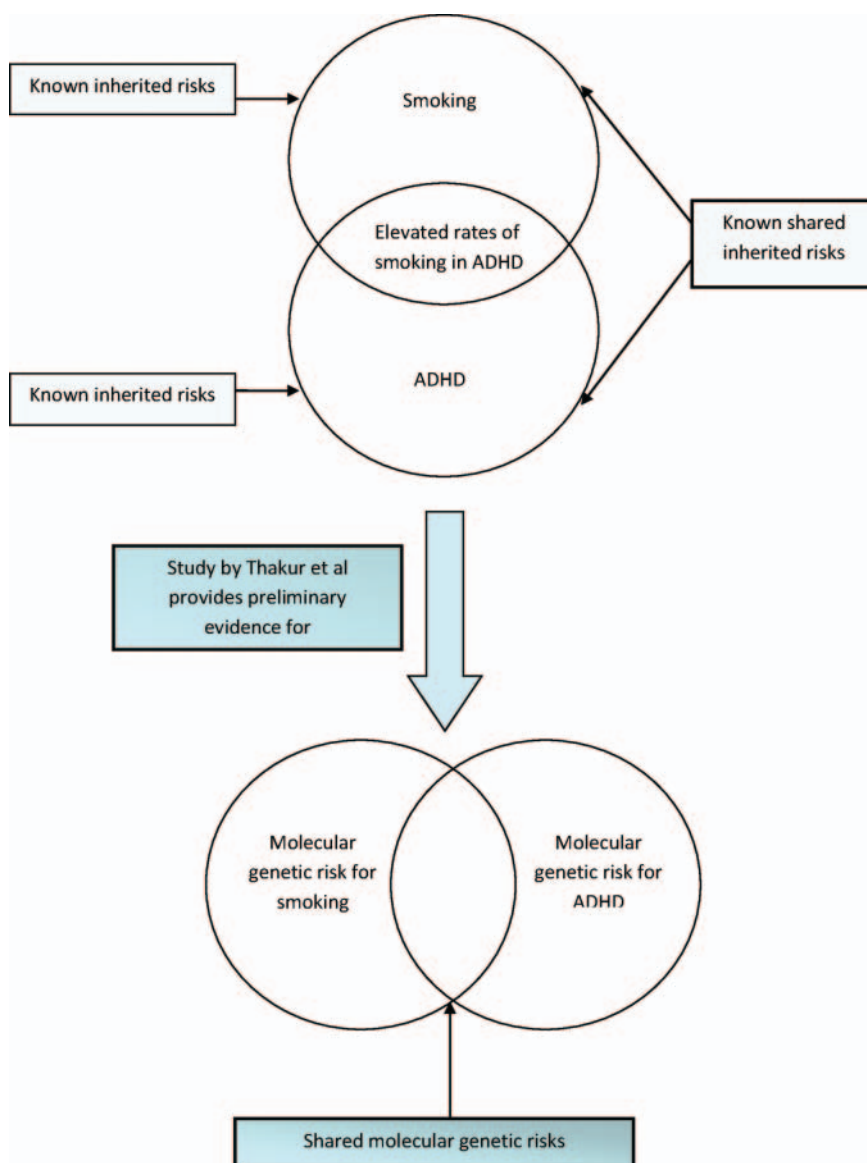 Known inherited risks
Smoking
Known shared
inherited risks
Elevated rates of
smoking in ADHD
ADHD
Known inherited risks
Study by Thakur et al
provides preliminary
evidence for
Molecular
genetic risk for
smoking
Molecular
genetic risk for
ADHD
Shared molecular genetic risks